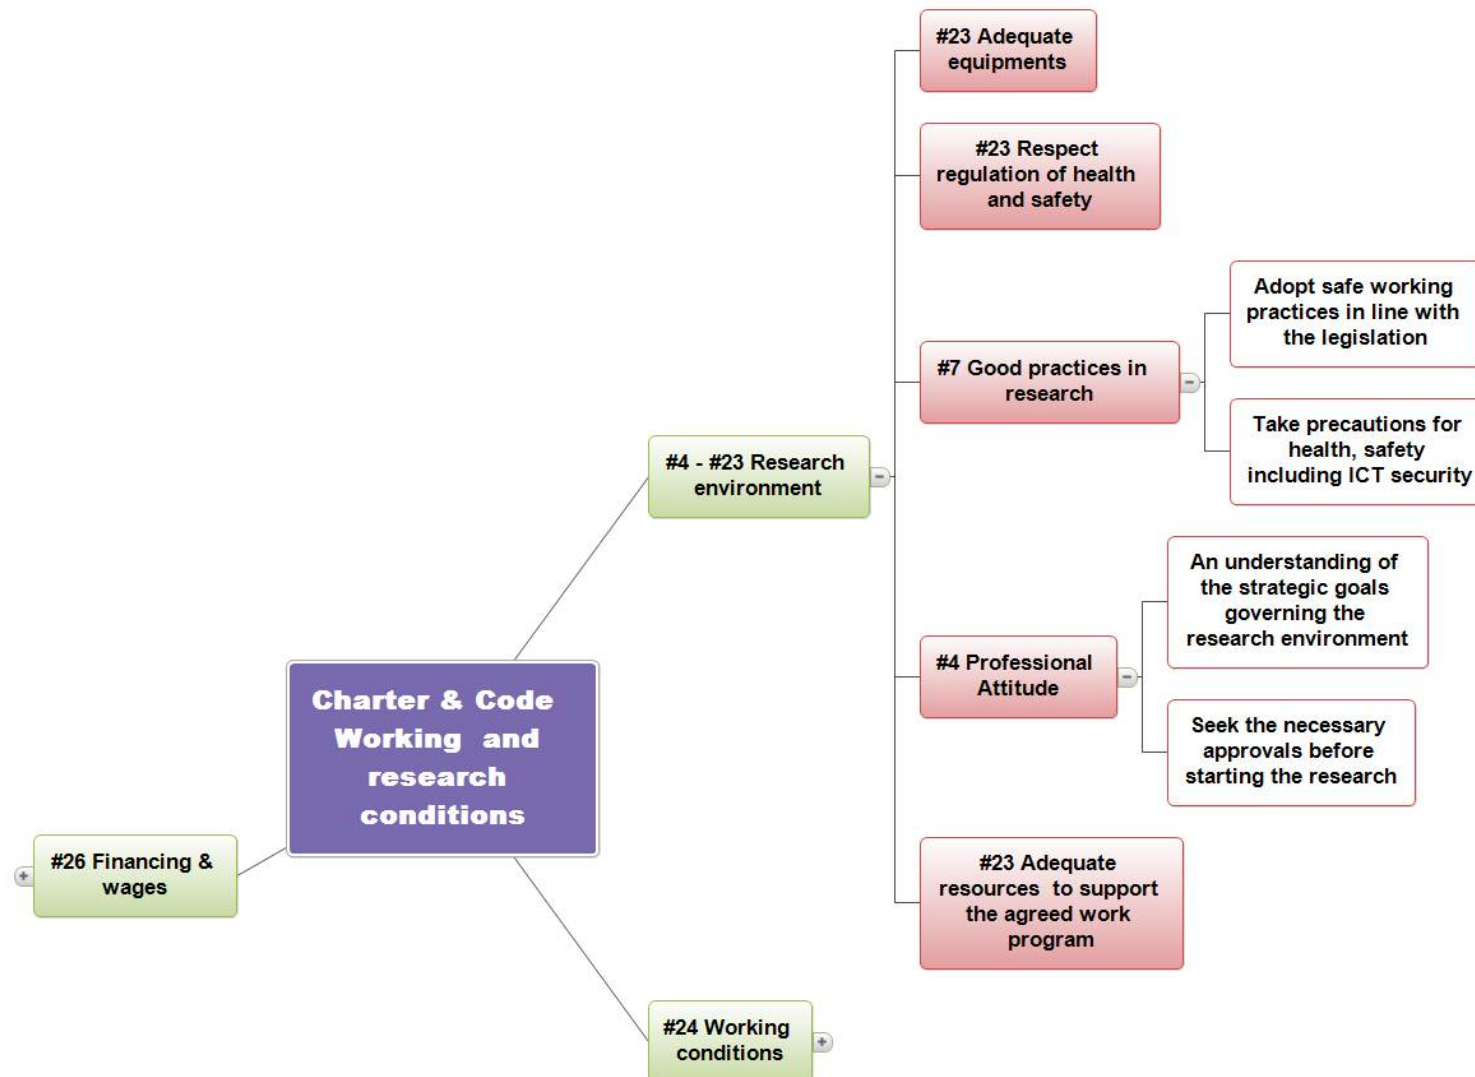 #23 Adequate
equipments
#23 Respect
regulation of health
and safety
Adopt safe working
practices in line with
the legislation
#7 Good practices in
research
Take precautions for
health, safety
including ICT security
#4 - #23 Research
environment
An understanding of
the strategic goals
governing the
research environment
#4 Professional
Attitude
Seek the necessary
approvals before
starting the research
Charter & Code
Working and
research
conditions
#26 Financing &
wages
#23 Adequate
resources to support
the agreed work
program
#24 Working
conditions